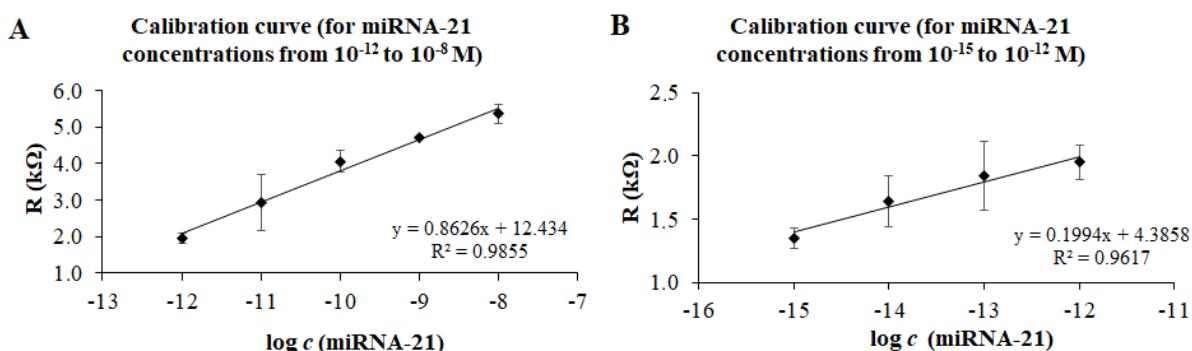 A
Calibration curve (for miRNA-21
concentrations from 10⁻¹² to 10⁻⁸ M)
R (kΩ)
6.0
5.0
4.0
3.0
2.0
1.0
y = 0.8626x + 12.434
R² = 0.9855
-13 -12 -11 -10 -9 -8 -7
log c (miRNA-21)
B
Calibration curve (for miRNA-21
concentrations from 10⁻¹⁵ to 10⁻¹² M)
R (kΩ)
2.5
2.0
1.5
1.0
y = 0.1994x + 4.3858
R² = 0.9617
-16 -15 -14 -13 -12 -11
log c (miRNA-21)